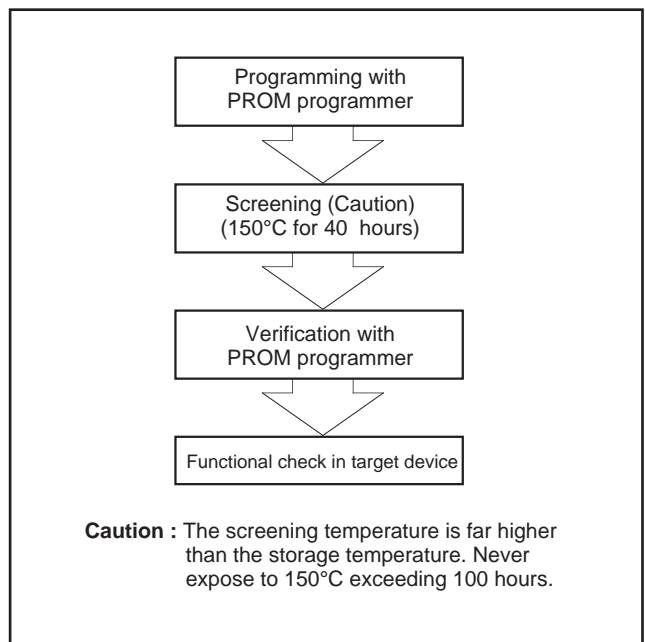 Programming with
PROM programmer
Screening (Caution)
(150°C for 40 hours)
Verification with
PROM programmer
Functional check in target device
Caution : The screening temperature is far higher
than the storage temperature. Never
expose to 150°C exceeding 100 hours.